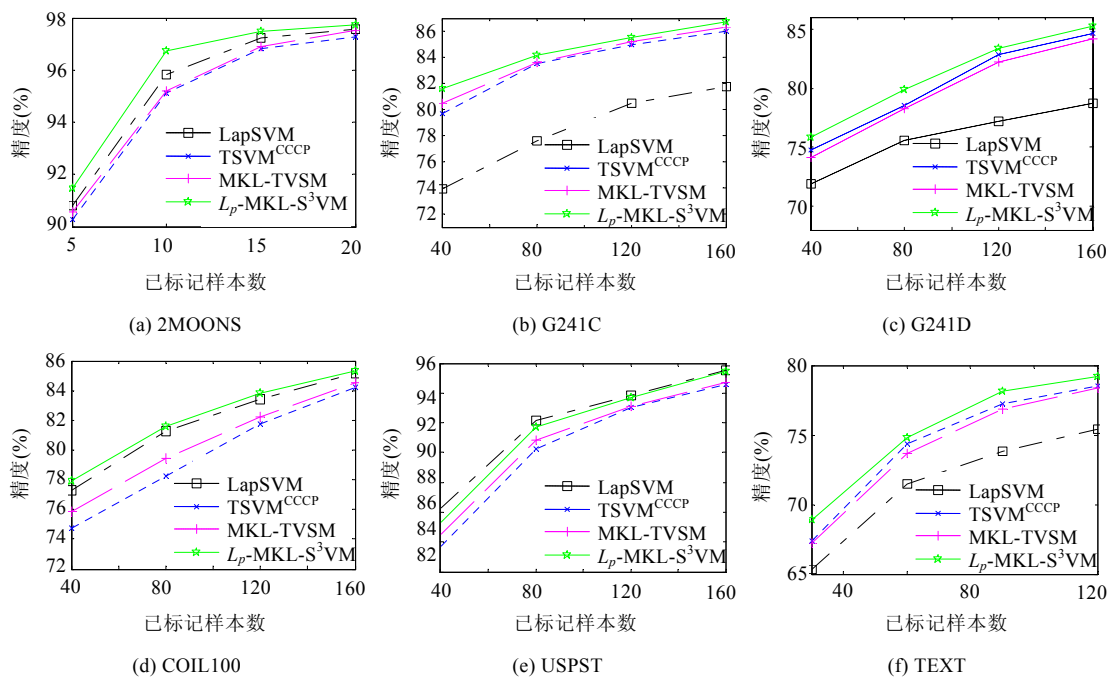 98
96
94
92
90
5
10
15
20
精度(%)
LapSVM
TSVM^CCCP
MKL-TVSM
L_p-MKL-S^3VM
已标记样本数
(a) 2MOONS
86
84
82
80
78
76
74
72
40
80
120
160
精度(%)
LapSVM
TSVM^CCCP
MKL-TVSM
L_p-MKL-S^3VM
已标记样本数
(b) G241C
85
80
75
70
40
80
120
160
精度(%)
LapSVM
TSVM^CCCP
MKL-TVSM
L_p-MKL-S^3VM
已标记样本数
(c) G241D
86
84
82
80
78
76
74
72
40
80
120
160
精度(%)
LapSVM
TSVM^CCCP
MKL-TVSM
L_p-MKL-S^3VM
已标记样本数
(d) COIL100
96
94
92
90
88
86
84
82
40
80
120
160
精度(%)
LapSVM
TSVM^CCCP
MKL-TVSM
L_p-MKL-S^3VM
已标记样本数
(e) USPST
80
75
70
65
40
60
80
100
120
精度(%)
LapSVM
TSVM^CCCP
MKL-TVSM
L_p-MKL-S^3VM
已标记样本数
(f) TEXT